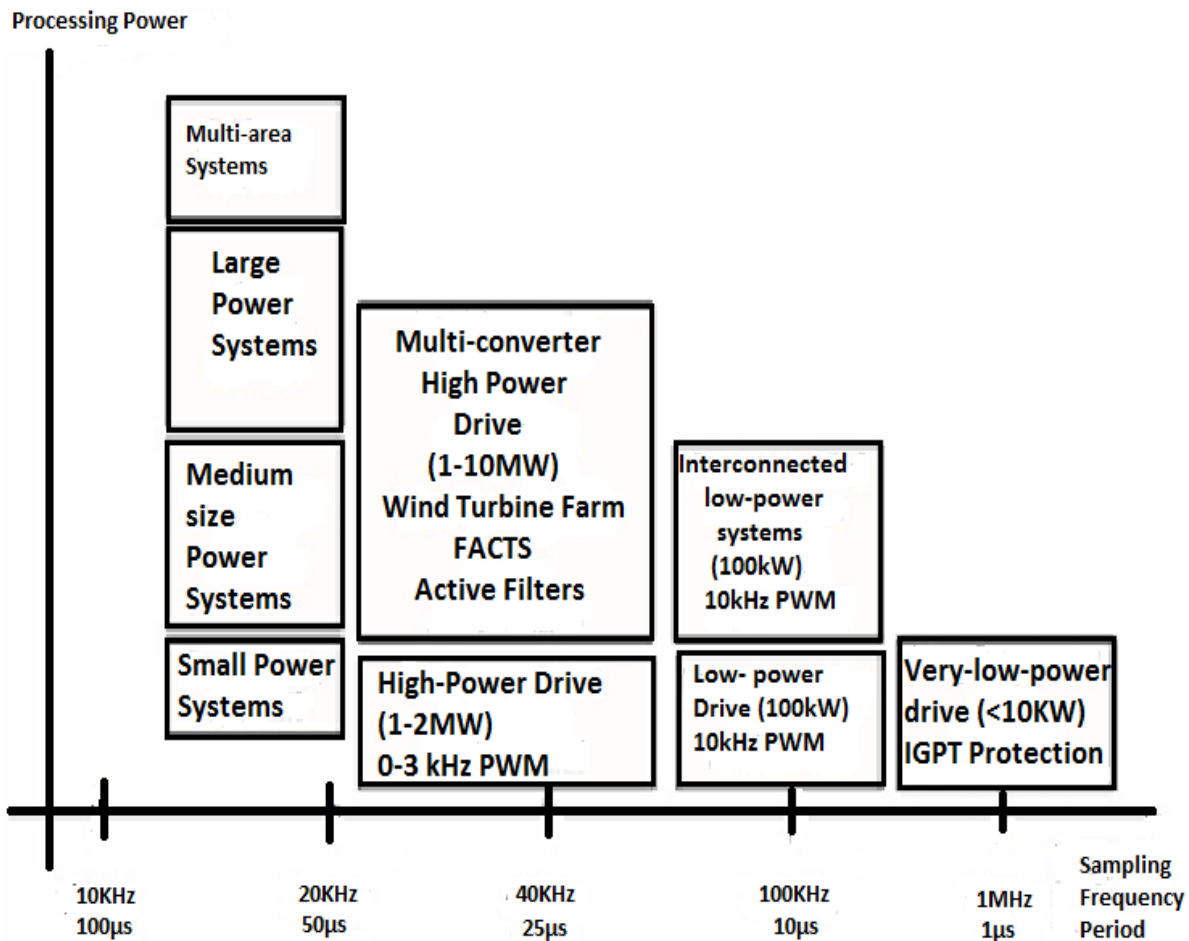 Processing Power
Multi-area
Systems
Large
Power
Systems
Medium
size
Power
Systems
Small Power
Systems
Multi-converter
High Power
Drive
(1-10MW)
Wind Turbine Farm
FACTS
Active Filters
High-Power Drive
(1-2MW)
0-3 kHz PWM
Interconnected
low-power
systems
(100kW)
10kHz PWM
Low- power
Drive (100kW)
10kHz PWM
Very-low-power
drive (<10KW)
IGPT Protection
10KHz
100μs
20KHz
50μs
40KHz
25μs
100KHz
10μs
1MHz
1μs
Sampling
Frequency
Period